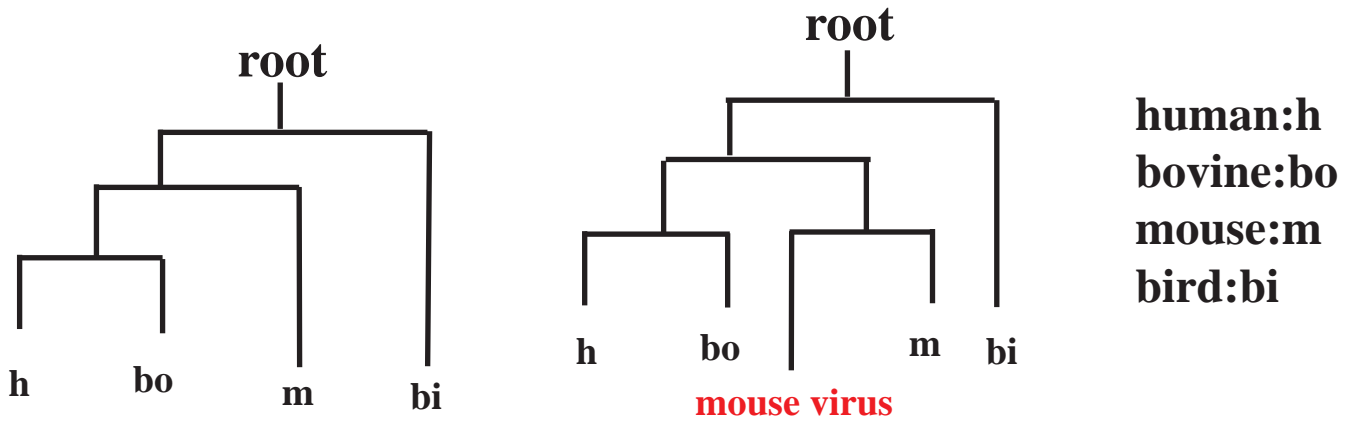 root
h bo m bi
root
h bo m bi
mouse virus
human:h
bovine:bo
mouse:m
bird:bi